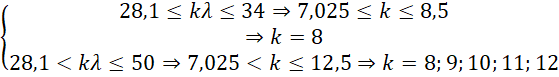 28,1 ≤ kλ ≤ 34 ⇒ 7,025 ≤ k ≤ 8,5
⇒ k = 8
28,1 < kλ ≤ 50 ⇒ 7,025 < k ≤ 12,5 ⇒ k = 8; 9; 10; 11; 12